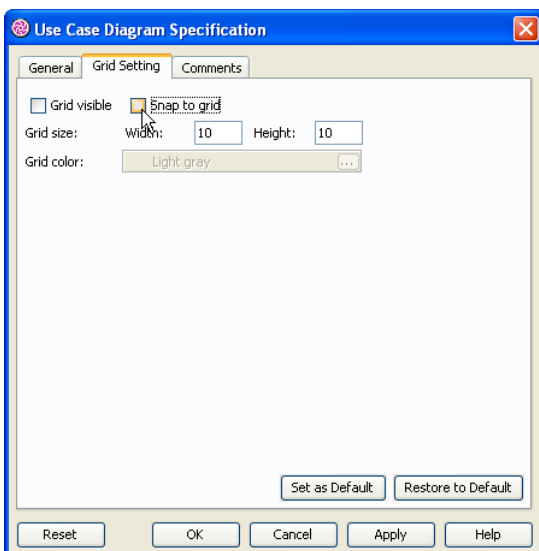 Use Case Diagram Specification
General Grid Setting Comments
Grid visible Snap to grid
Grid size: Width: 10 Height: 10
Grid color: Light gray ...
Set as Default Restore to Default
Reset OK Cancel Apply Help